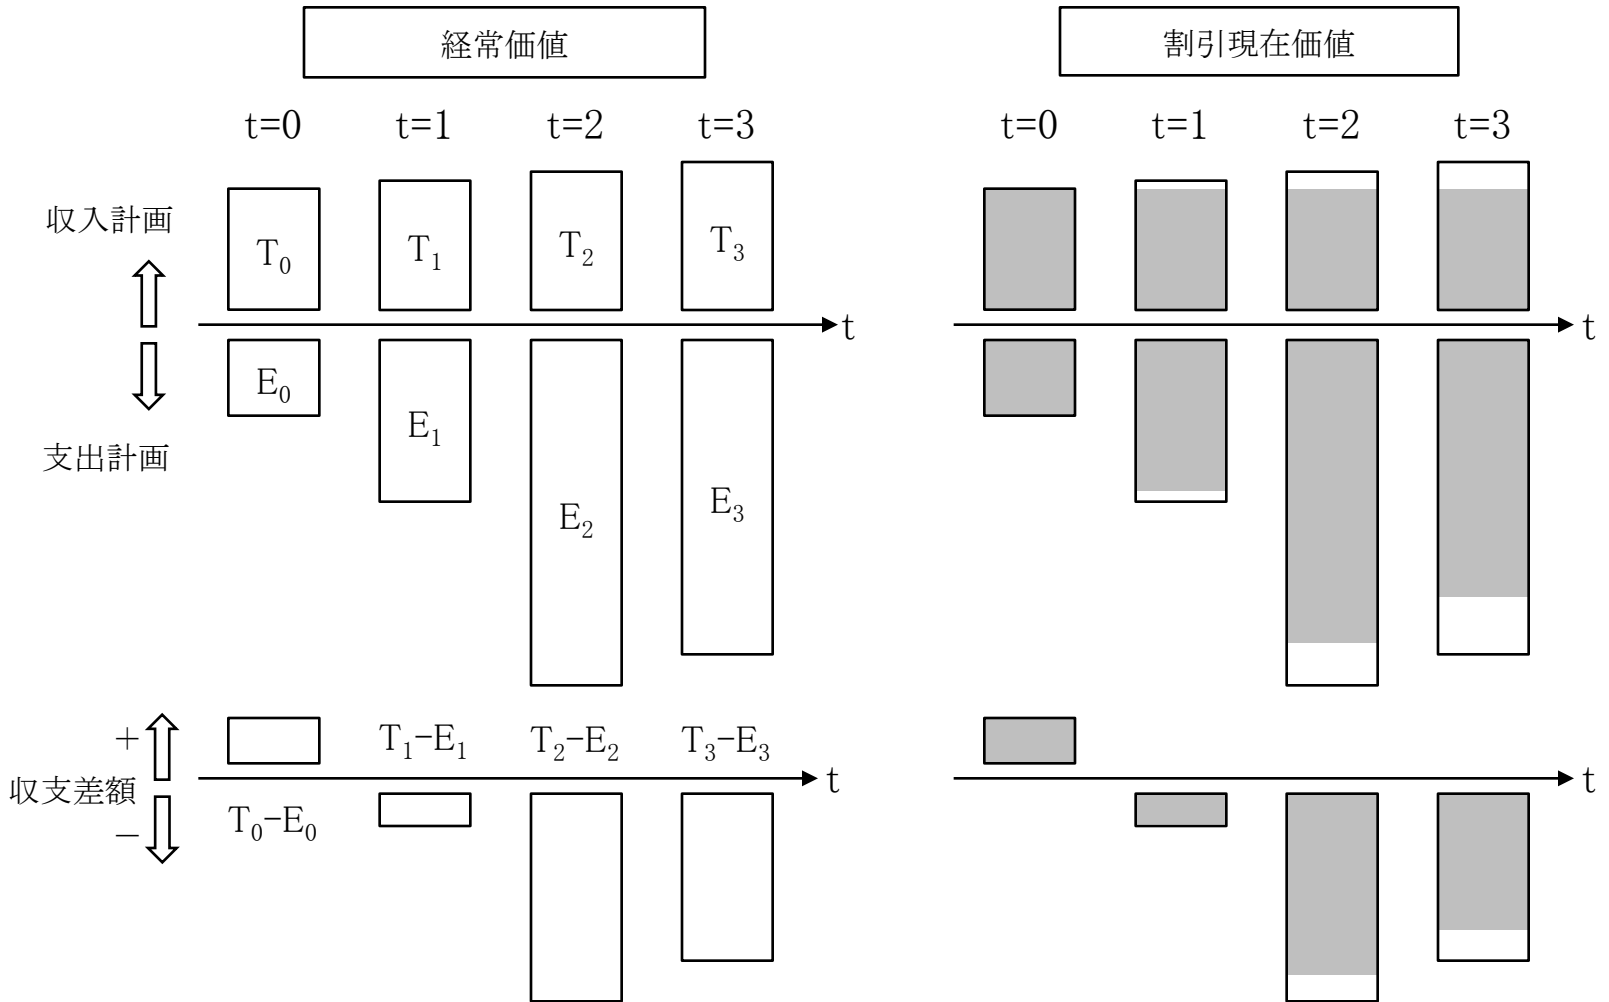 経常価値
割引現在価値
t=0 t=1 t=2 t=3
t=0 t=1 t=2 t=3
収入計画
T₀ T₁ T₂ T₃
t
t
E₀ E₁ E₂ E₃
支出計画
+
T₁-E₁ T₂-E₂ T₃-E₃
収支差額
t
t
T₀-E₀
−